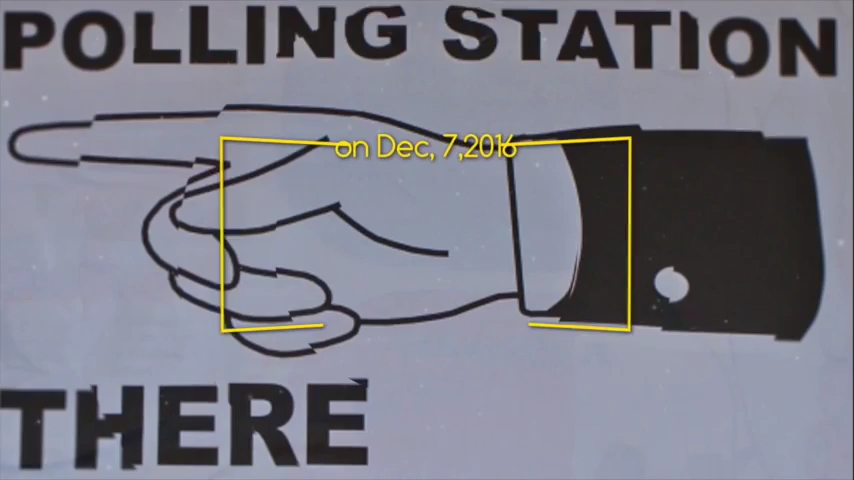 POLLING STATION
on Dec, 7,2016
THERE